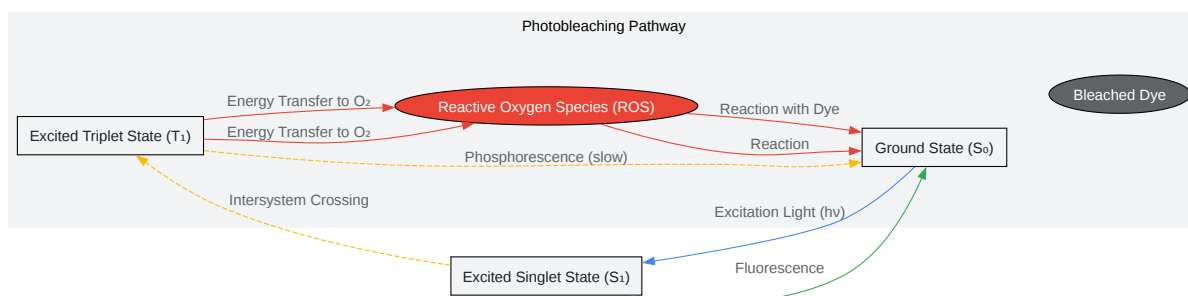 Photobleaching Pathway
Energy Transfer to O₂
Reactive Oxygen Species (ROS)
Reaction with Dye
Bleached Dye
Excited Triplet State (T₁)
Energy Transfer to O₂
Reaction
Ground State (S₀)
Phosphorescence (slow)
Intersystem Crossing
Excitation Light (hν)
Excited Singlet State (S₁)
Fluorescence